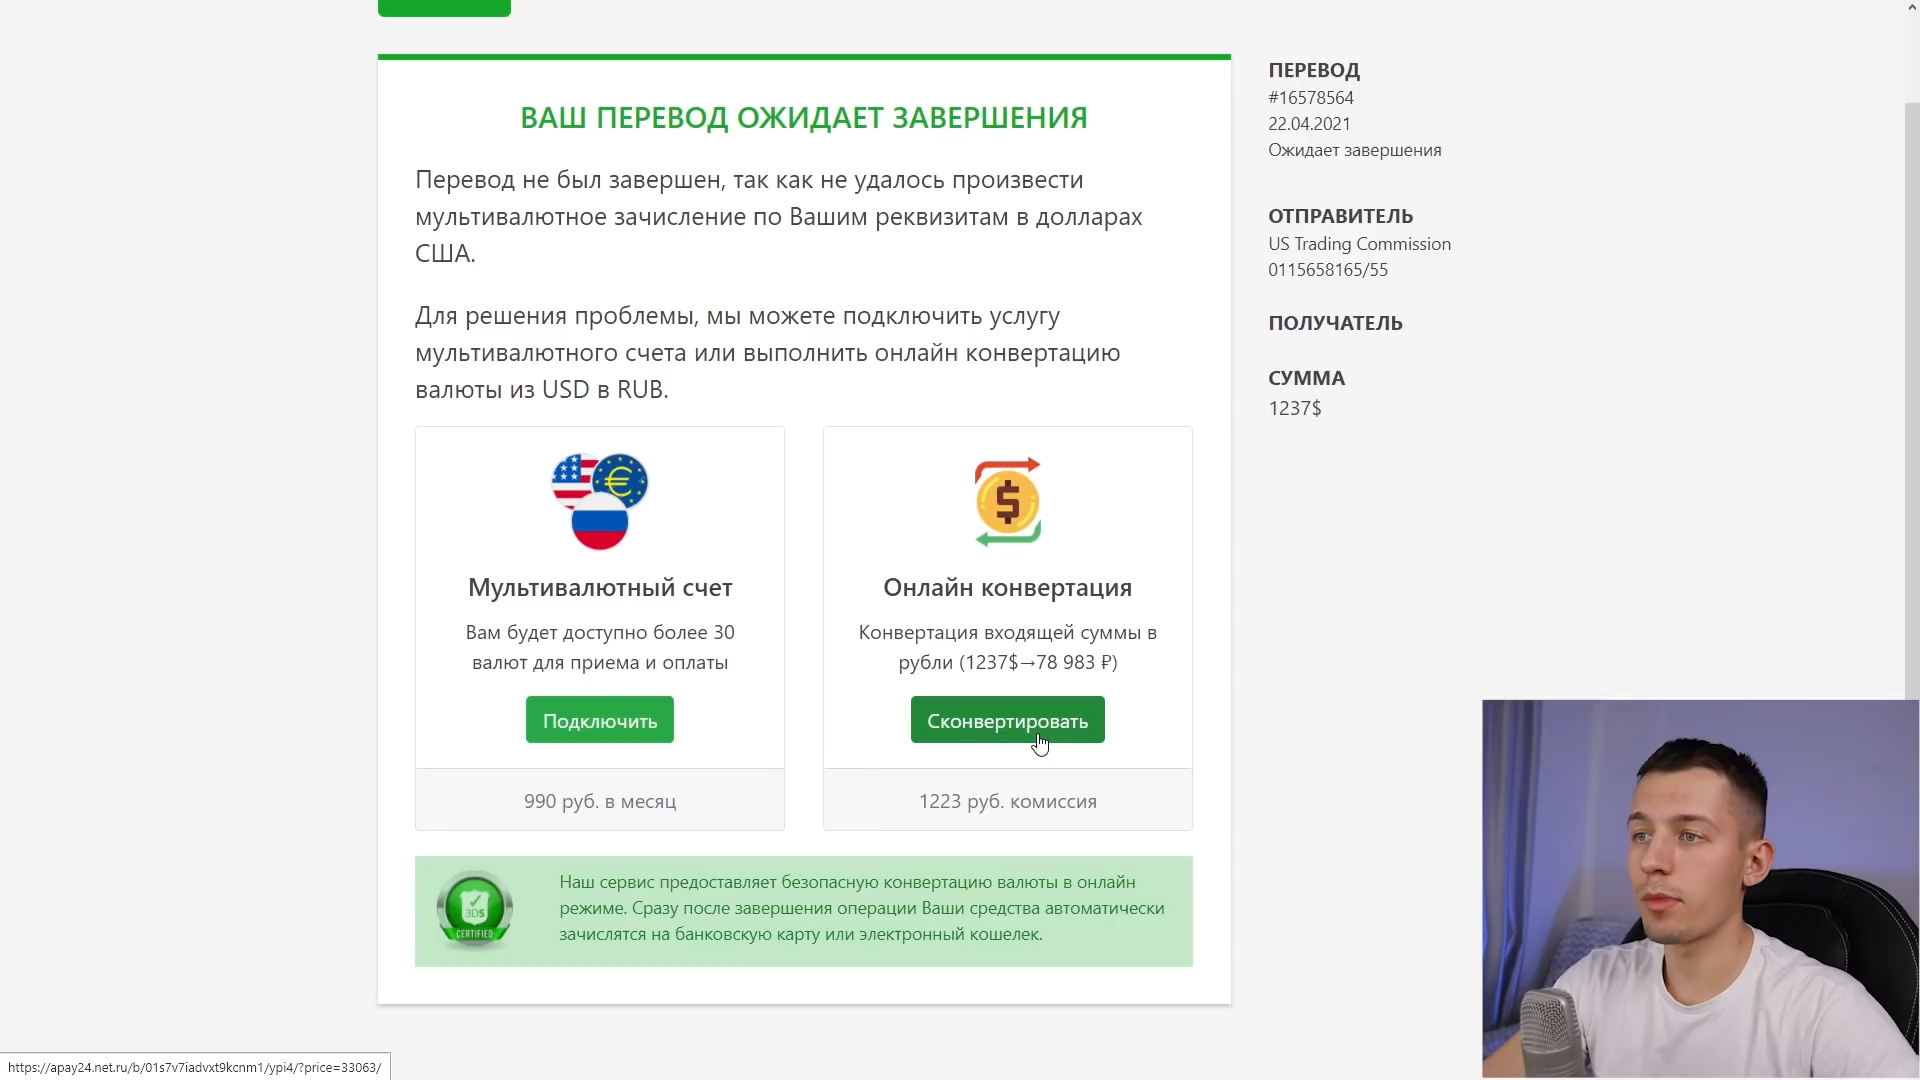 ВАШ ПЕРЕВОД ОЖИДАЕТ ЗАВЕРШЕНИЯ
Перевод не был завершен, так как не удалось произвести
мультивалютное зачисление по Вашим реквизитам в долларах
США.
Для решения проблемы, мы можете подключить услугу
мультивалютного счета или выполнить онлайн конвертацию
валюты из USD в RUB.
Мультивалютный счет
Вам будет доступно более 30
валют для приема и оплаты
Подключить
990 руб. в месяц
Онлайн конвертация
Конвертация входящей суммы в
рубли (1237$→78 983 ₽)
Сконвертировать
1223 руб. комиссия
3DS
CERTIFIED
Наш сервис предоставляет безопасную конвертацию валюты в онлайн
режиме. Сразу после завершения операции Ваши средства автоматически
зачислятся на банковскую карту или электронный кошелек.
ПЕРЕВОД
#16578564
22.04.2021
Ожидает завершения
ОТПРАВИТЕЛЬ
US Trading Commission
0115658165/55
ПОЛУЧАТЕЛЬ
СУММА
1237$
https://apay24.net.ru/b/01s7v7iadvxt9kcnm1/ypi4/?price=33063/